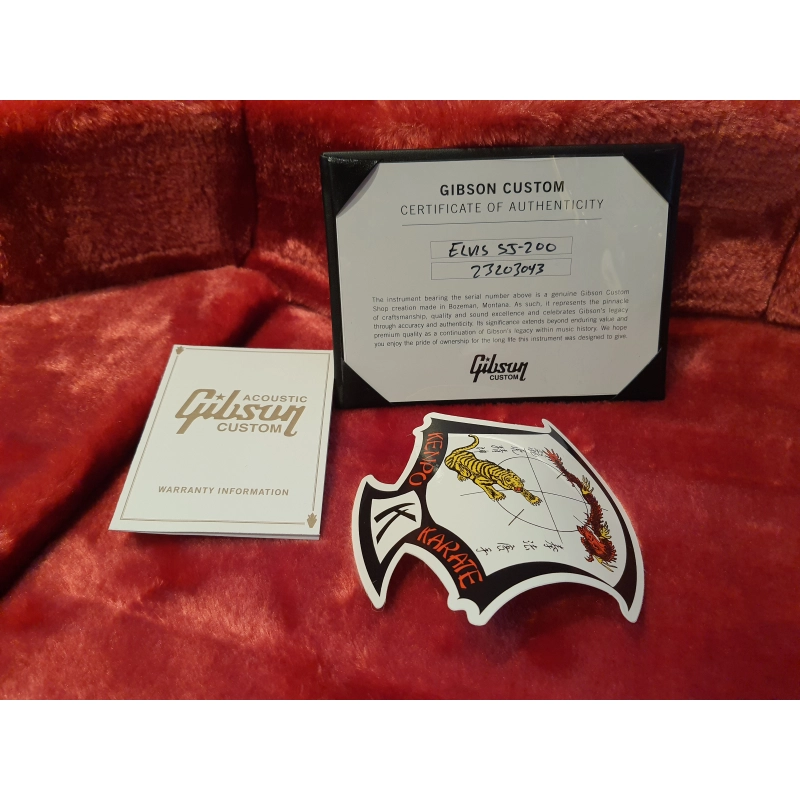 GIBSON CUSTOM
CERTIFICATE OF AUTHENTICITY
ELVIS SJ-200
23203043
The instrument bearing the serial number above is a genuine Gibson Custom
Shop creation made in Bozeman, Montana. As such, it represents the pinnacle
of craftsmanship, quality and sound excellence and celebrates Gibson's legacy
through accuracy and authenticity. Its significance extends beyond enduring value and
premium quality as a continuation of Gibson's legacy within music history. We hope
you enjoy the pride of ownership for the long life this instrument was designed to give.
Gibson
CUSTOM
ACOUSTIC
Gibson
CUSTOM
WARRANTY INFORMATION
KENPO
K
KARATE